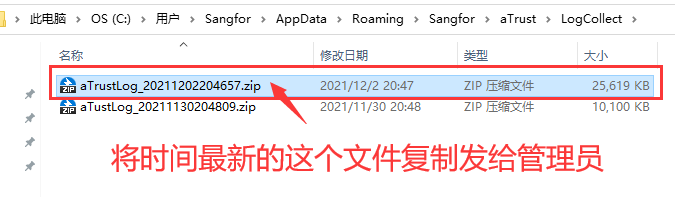 此电脑 > OS (C:) > 用户 > Sangfor > AppData > Roaming > Sangfor > aTrust > LogCollect >
名称 修改日期 类型 大小
aTrustLog_20211202204657.zip 2021/12/2 20:47 ZIP 压缩文件 25,619 KB
aTustLog_20211130204809.zip 2021/11/30 20:48 ZIP 压缩文件 10,100 KB
将时间最新的这个文件复制发给管理员